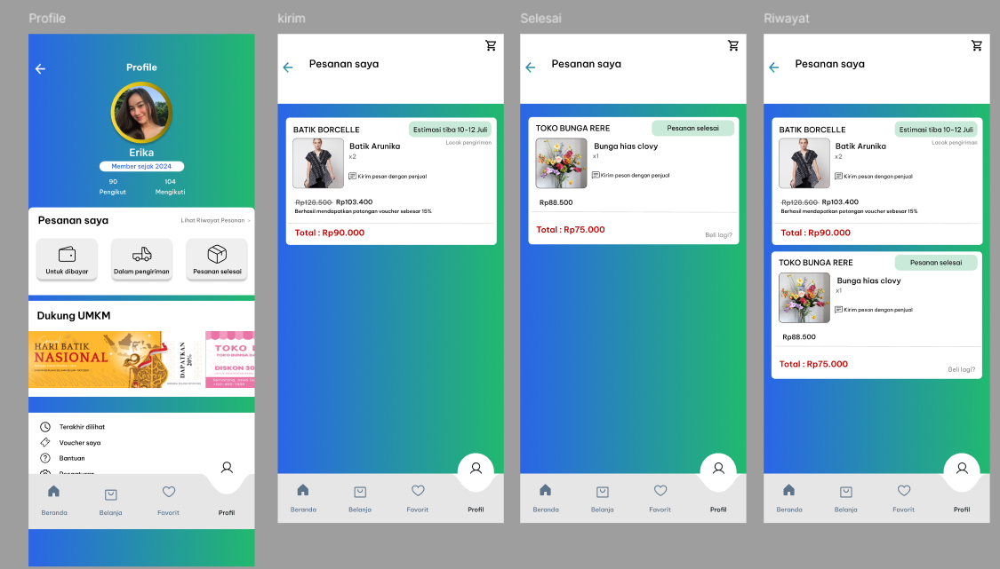 Profile
Profile
Erika
Member sejak 2024
90
104
Pengikut
Mengikuti
Pesanan saya
Lihat Riwayat Pesanan >
Untuk dibayar
Dalam pengiriman
Pesanan selesai
Dukung UMKM
HARI BATIK
NASIONAL
DAPATKAN
20%
TOKO
DISKON 30
Terakhir dilihat
Voucher saya
Bantuan
Beranda
Belanja
Favorit
Profil
kirim
Pesanan saya
BATIK BORCELLE
Estimasi tiba 10-12 Juli
Lacak pengiriman
Batik Arunika
x2
Kirim pesan dengan penjual
Rp128.500 Rp103.400
Berhasil mendapatkan potongan voucher sebesar 15%
Total : Rp90.000
Beranda
Belanja
Favorit
Profil
Selesai
Pesanan saya
TOKO BUNGA RERE
Pesanan selesai
Bunga hias clovy
x1
Kirim pesan dengan penjual
Rp88.500
Total : Rp75.000
Beli lagi?
Beranda
Belanja
Favorit
Profil
Riwayat
Pesanan saya
BATIK BORCELLE
Estimasi tiba 10-12 Juli
Lacak pengiriman
Batik Arunika
x2
Kirim pesan dengan penjual
Rp128.500 Rp103.400
Berhasil mendapatkan potongan voucher sebesar 15%
Total : Rp90.000
TOKO BUNGA RERE
Pesanan selesai
Bunga hias clovy
x1
Kirim pesan dengan penjual
Rp88.500
Total : Rp75.000
Beli lagi?
Beranda
Belanja
Favorit
Profil